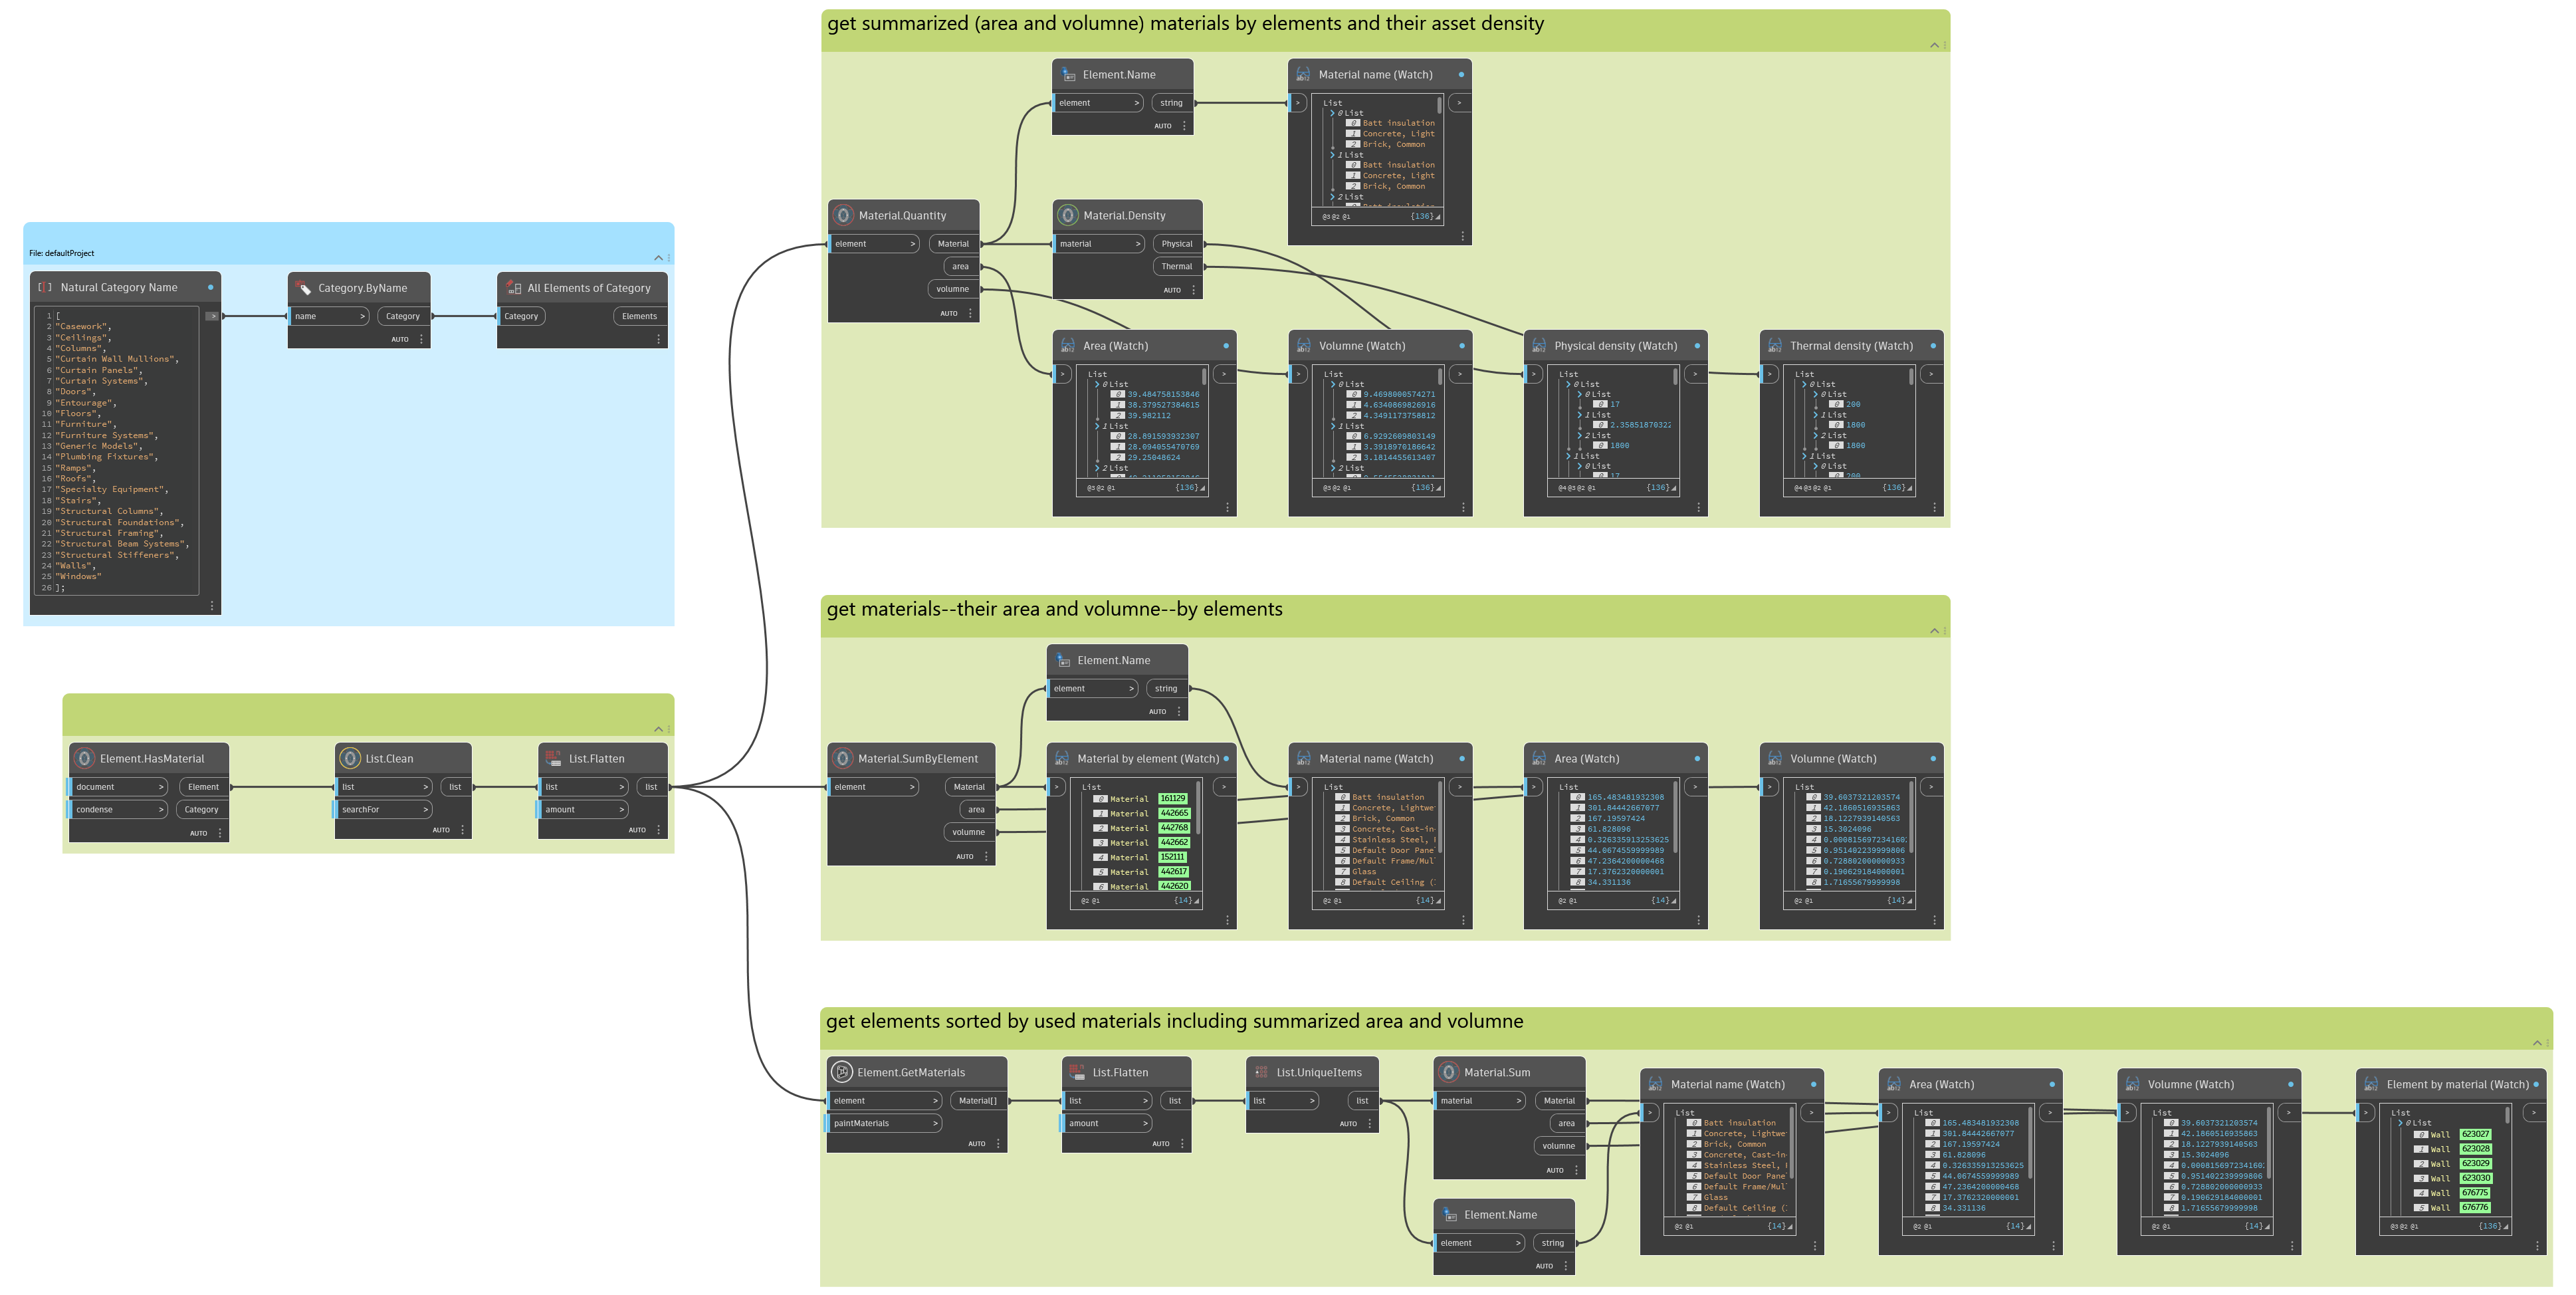 get summarized (area and volumne) materials by elements and their asset density
Element.Name
element >
string
AUTO
Material name (Watch)
>
>
List
0 List
0 Batt insulation
1 Concrete, Light
2 Brick, Common
1 List
0 Batt insulation
1 Concrete, Light
2 Brick, Common
2 List
@3 @2 @1 {136}
Material.Quantity
element >
Material
area
volumne
AUTO
Material.Density
material >
Physical
Thermal
AUTO
Area (Watch)
>
>
List
0 List
0 39.484758153846
1 38.379527384615
2 39.982112
1 List
0 28.891593932307
1 28.094055470769
2 29.25048624
2 List
@3 @2 @1 {136}
Volumne (Watch)
>
>
List
0 List
0 9.4698000574271
1 4.6340869826916
2 4.3491173758812
1 List
0 6.9292609803149
1 3.3918970186642
2 3.1814455613407
2 List
@3 @2 @1 {136}
Physical density (Watch)
>
>
List
0 List
0 List
0 17
1 List
0 2.35851870322
2 List
0 1800
1 List
0 List
0 17
@4 @3 @2 @1 {136}
Thermal density (Watch)
>
>
List
0 List
0 List
0 200
1 List
0 1800
2 List
0 1800
1 List
0 List
0 200
@4 @3 @2 @1 {136}
File: defaultProject
Natural Category Name
>
1 [
2 "Casework",
3 "Ceilings",
4 "Columns",
5 "Curtain Wall Mullions",
6 "Curtain Panels",
7 "Curtain Systems",
8 "Doors",
9 "Entourage",
10 "Floors",
11 "Furniture",
12 "Furniture Systems",
13 "Generic Models",
14 "Plumbing Fixtures",
15 "Ramps",
16 "Roofs",
17 "Specialty Equipment",
18 "Stairs",
19 "Structural Columns",
20 "Structural Foundations",
21 "Structural Framing",
22 "Structural Beam Systems",
23 "Structural Stiffeners",
24 "Walls",
25 "Windows"
26 ];
Category.ByName
name >
Category
AUTO
All Elements of Category
Category
Elements
Element.HasMaterial
document >
Element
condense >
Category
AUTO
List.Clean
list >
list
searchFor >
AUTO
List.Flatten
list >
list
amount >
AUTO
get materials--their area and volumne--by elements
Element.Name
element >
string
AUTO
Material.SumByElement
element >
Material
area
volumne
AUTO
Material by element (Watch)
>
>
List
0 Material 161129
1 Material 442665
2 Material 442768
3 Material 442662
4 Material 152111
5 Material 442617
6 Material 442620
@2 @1 {14}
Material name (Watch)
>
>
List
0 Batt insulation
1 Concrete, Lightwe
2 Brick, Common
3 Concrete, Cast-in-
4 Stainless Steel,
5 Default Door Pane
6 Default Frame/Mul
7 Glass
8 Default Ceiling (
@2 @1 {14}
Area (Watch)
>
>
List
0 165.483481932308
1 301.84442667077
2 167.19597424
3 61.828096
4 0.326335913253625
5 44.0674559999989
6 47.2364200000468
7 17.3762320000001
8 34.331136
@2 @1 {14}
Volumne (Watch)
>
>
List
0 39.6037321203574
1 42.1860516935863
2 18.1227939140563
3 15.3024096
4 0.000815697234160
5 0.951402239999806
6 0.728802000000933
7 0.190629184000001
8 1.71655679999998
@2 @1 {14}
get elements sorted by used materials including summarized area and volumne
Element.GetMaterials
element >
Material[]
paintMaterials >
AUTO
List.Flatten
list >
list
amount >
AUTO
List.UniqueItems
list >
list
AUTO
Material.Sum
material >
Material
area
volumne
AUTO
Element.Name
element >
string
AUTO
Material name (Watch)
>
>
List
0 Batt insulation
1 Concrete, Lightwe
2 Brick, Common
3 Concrete, Cast-in-
4 Stainless Steel,
5 Default Door Pane
6 Default Frame/Mul
7 Glass
8 Default Ceiling (
@2 @1 {14}
Area (Watch)
>
>
List
0 165.483481932308
1 301.84442667077
2 167.19597424
3 61.828096
4 0.326335913253625
5 44.0674559999989
6 47.2364200000468
7 17.3762320000001
8 34.331136
@2 @1 {14}
Volumne (Watch)
>
>
List
0 39.6037321203574
1 42.1860516935863
2 18.1227939140563
3 15.3024096
4 0.000815697234160
5 0.951402239999806
6 0.728802000000933
7 0.190629184000001
8 1.71655679999998
@2 @1 {14}
Element by material (Watch)
>
>
List
0 List
0 Wall 623027
1 Wall 623028
2 Wall 623029
3 Wall 623030
4 Wall 676775
5 Wall 676776
@3 @2 @1 {136}